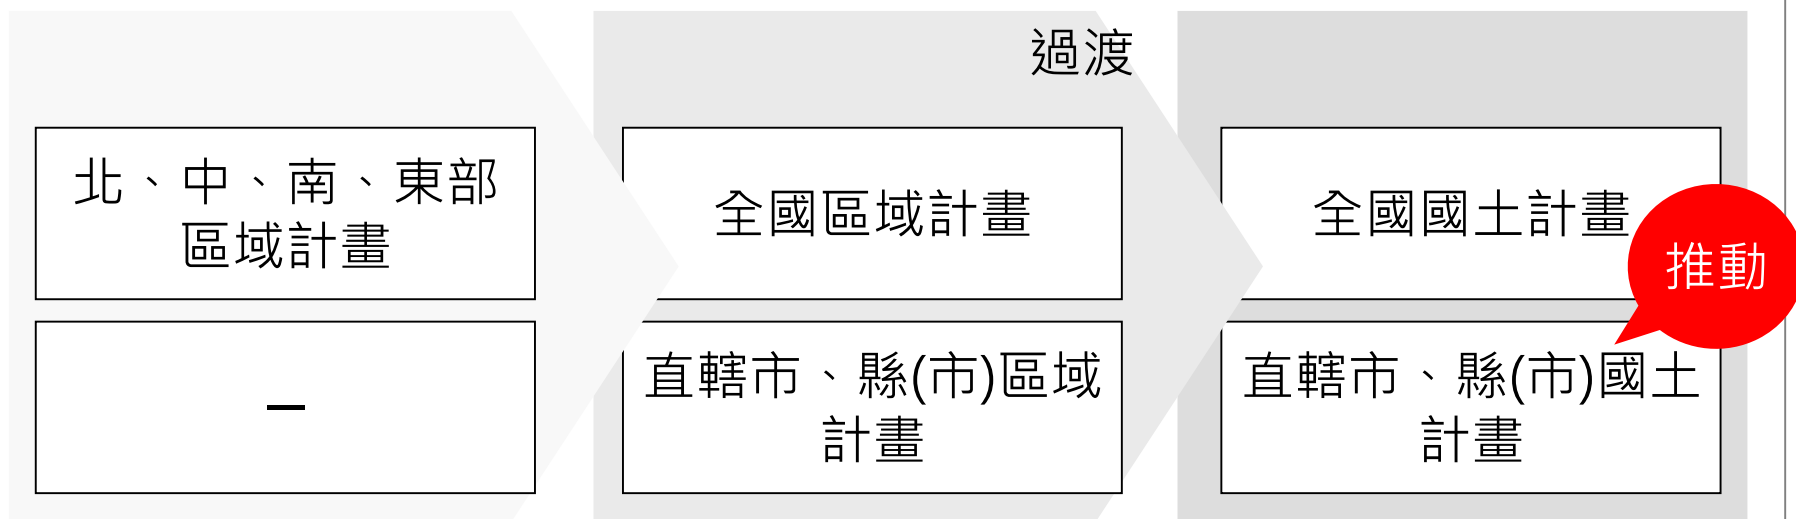 過渡
北、中、南、東部
區域計畫
全國區域計畫
全國國土計畫
推動
–
直轄市、縣(市)區域
計畫
直轄市、縣(市)國土
計畫